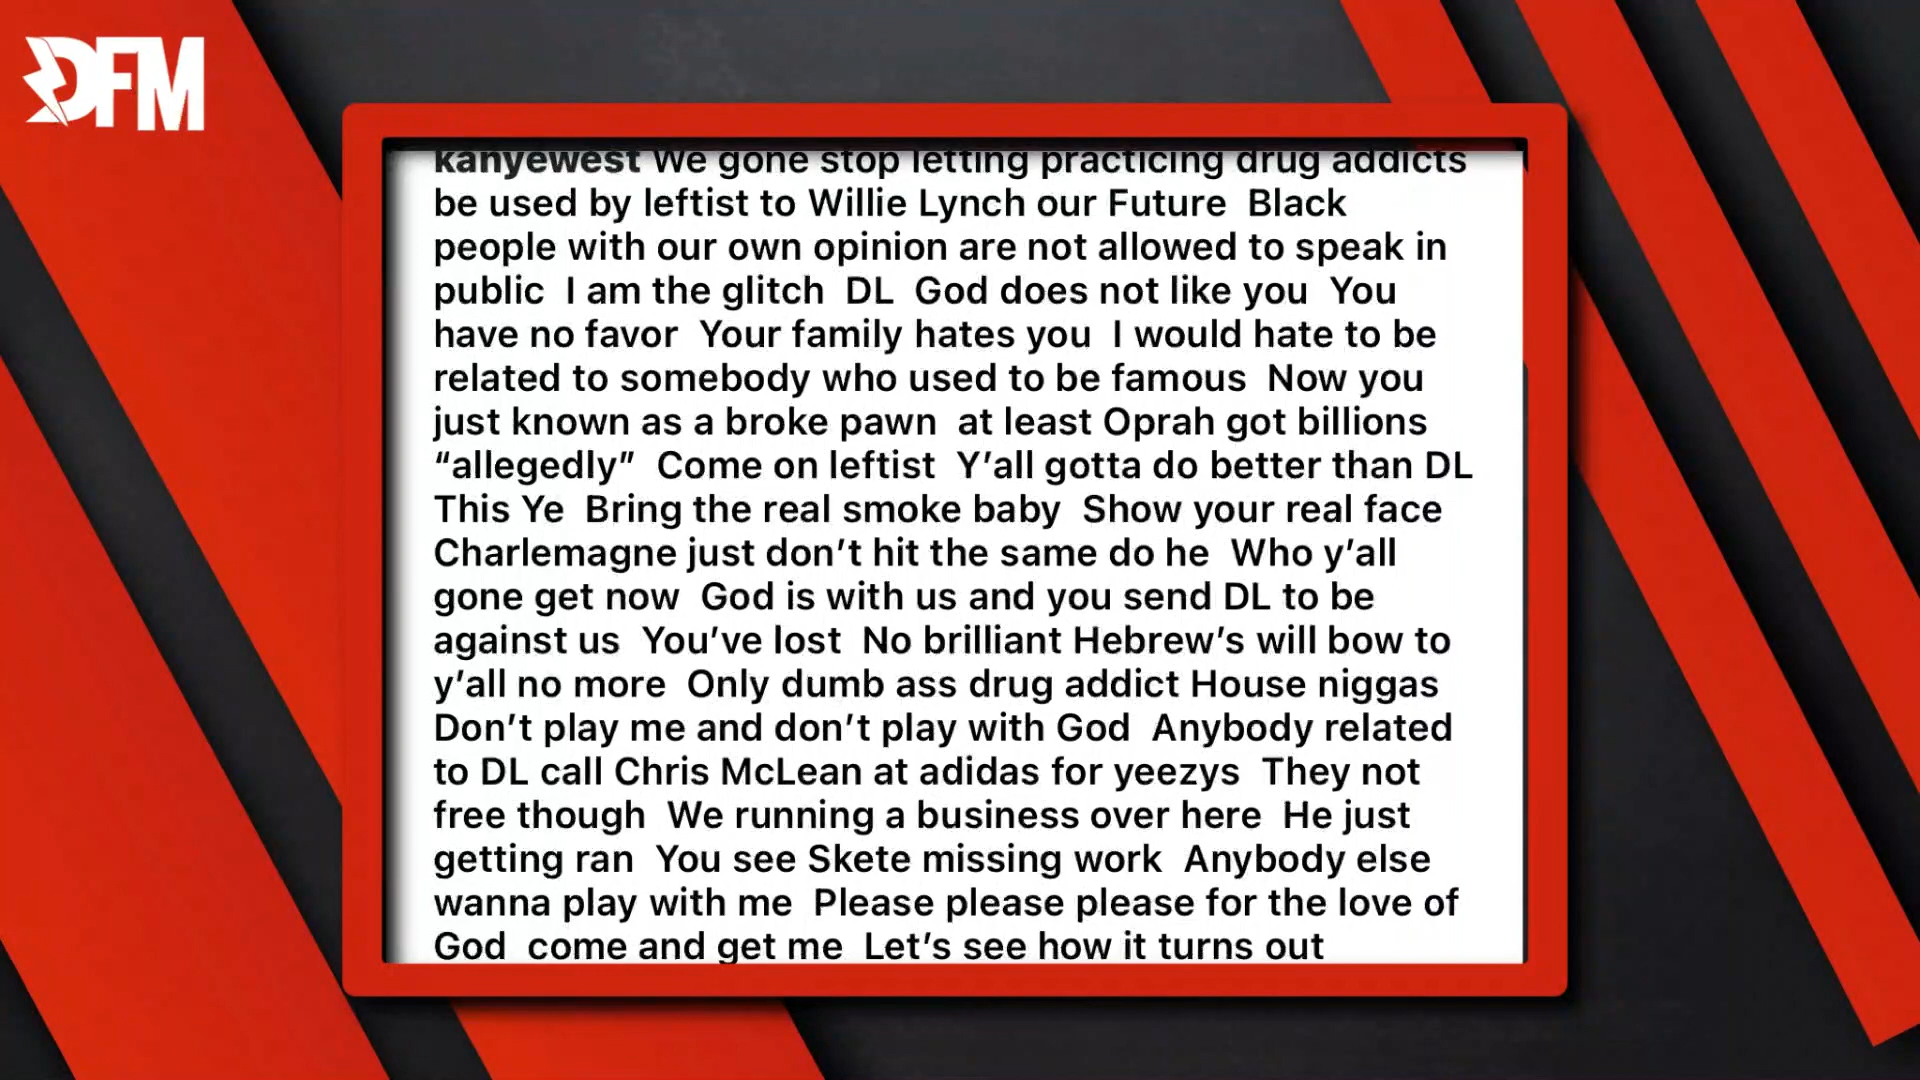 DFM
kanyewest We gone stop letting practicing drug addicts
be used by leftist to Willie Lynch our Future Black
people with our own opinion are not allowed to speak in
public I am the glitch DL God does not like you You
have no favor Your family hates you I would hate to be
related to somebody who used to be famous Now you
just known as a broke pawn at least Oprah got billions
“allegedly” Come on leftist Y’all gotta do better than DL
This Ye Bring the real smoke baby Show your real face
Charlemagne just don’t hit the same do he Who y’all
gone get now God is with us and you send DL to be
against us You’ve lost No brilliant Hebrew’s will bow to
y’all no more Only dumb ass drug addict House niggas
Don’t play me and don’t play with God Anybody related
to DL call Chris McLean at adidas for yeezys They not
free though We running a business over here He just
getting ran You see Skete missing work Anybody else
wanna play with me Please please please for the love of
God come and get me Let’s see how it turns out